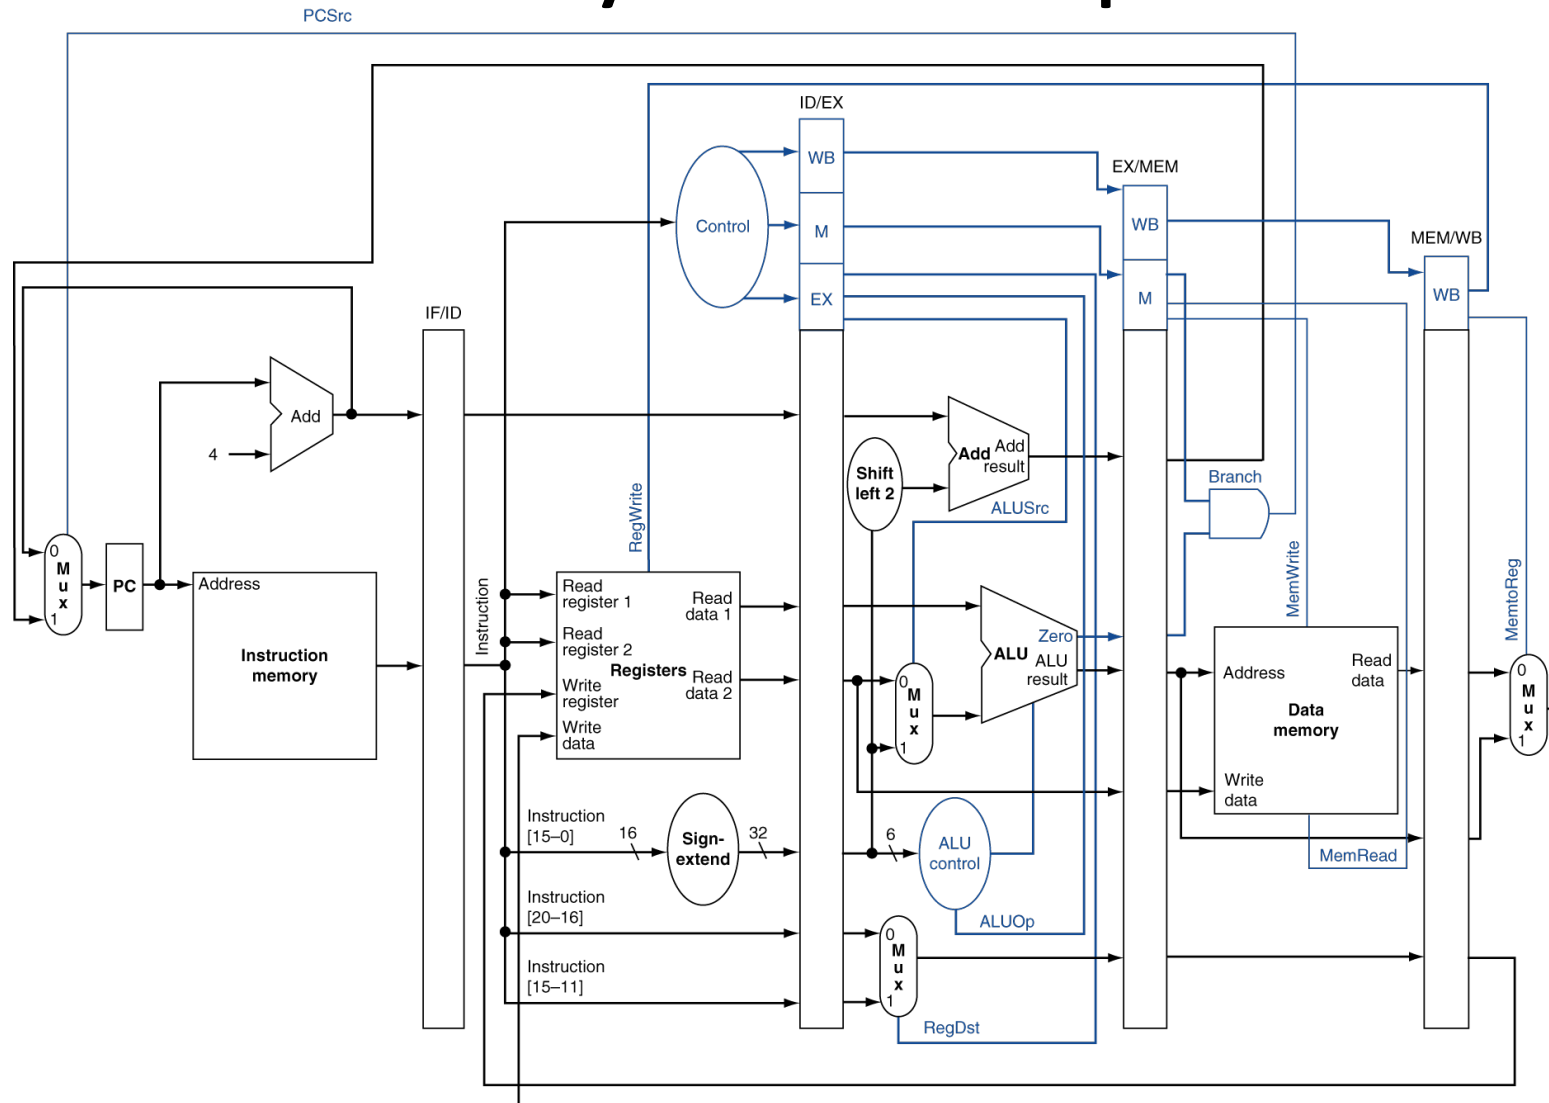 PCSrc
ID/EX
WB
EX/MEM
Control
M
WB
MEM/WB
EX
M
WB
IF/ID
Add
4
Add
Add
result
Shift
left 2
Branch
ALUSrc
RegWrite
MemWrite
MemtoReg
0
M
u
x
1
PC
Address
Instruction
memory
Instruction
Read
register 1
Read
register 2
Write
register
Write
data
Registers
Read
data 1
Read
data 2
0
M
u
x
1
Zero
ALU
ALU
result
Address
Read
data
Data
memory
Write
data
0
M
u
x
1
MemRead
Instruction
[15–0]
16
Sign-
extend
32
6
ALU
control
ALUOp
Instruction
[20–16]
Instruction
[15–11]
0
M
u
x
1
RegDst